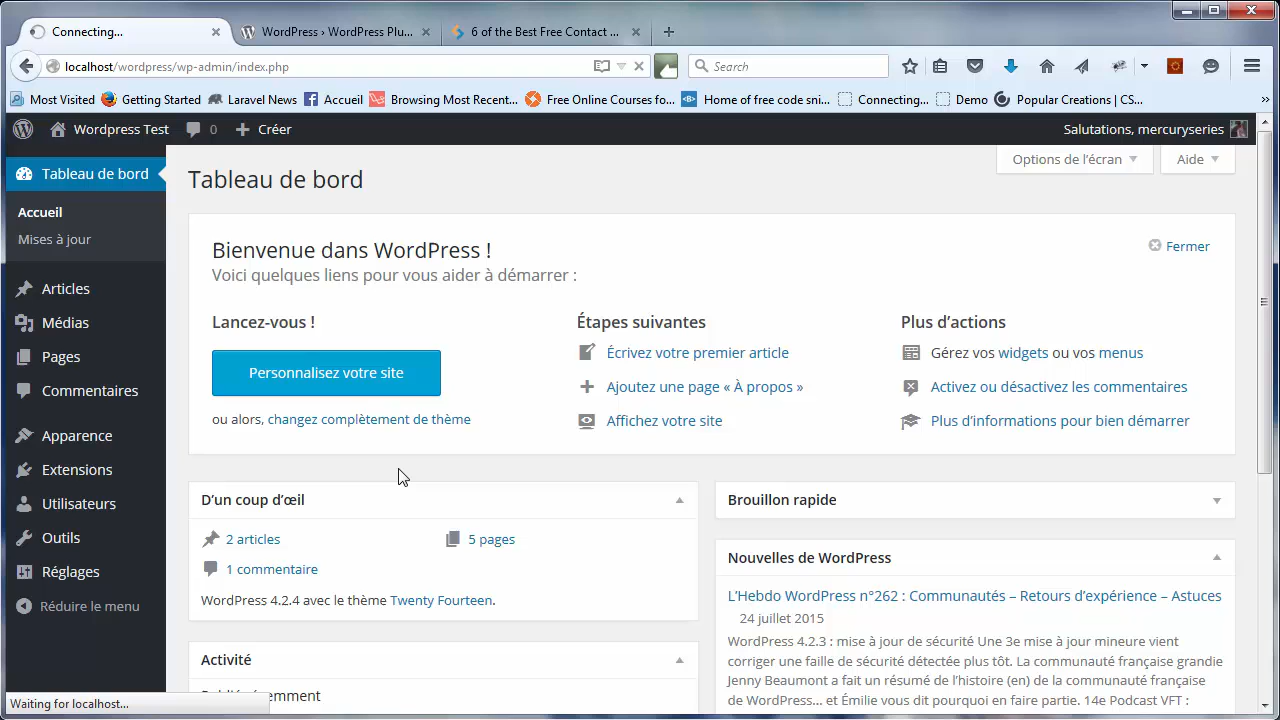 Connecting...
WordPress › WordPress Plu...
6 of the Best Free Contact ...
localhost/wordpress/wp-admin/index.php
Search
Most Visited
Getting Started
Laravel News
Accueil
Browsing Most Recent...
Free Online Courses fo...
Home of free code sni...
Connecting...
Demo
Popular Creations | CS...
Wordpress Test
0
Créer
Salutations, mercuryseries
Tableau de bord
Accueil
Mises à jour
Articles
Médias
Pages
Commentaires
Apparence
Extensions
Utilisateurs
Outils
Réglages
Réduire le menu
Options de l'écran
Aide
Tableau de bord
Bienvenue dans WordPress !
Fermer
Voici quelques liens pour vous aider à démarrer :
Lancez-vous !
Personnalisez votre site
ou alors, changez complètement de thème
Étapes suivantes
Écrivez votre premier article
Ajoutez une page « À propos »
Affichez votre site
Plus d'actions
Gérez vos widgets ou vos menus
Activez ou désactivez les commentaires
Plus d'informations pour bien démarrer
D'un coup d'œil
2 articles
5 pages
1 commentaire
WordPress 4.2.4 avec le thème Twenty Fourteen.
Activité
Brouillon rapide
Nouvelles de WordPress
L'Hebdo WordPress n°262 : Communautés – Retours d'expérience – Astuces
24 juillet 2015
WordPress 4.2.3 : mise à jour de sécurité Une 3e mise à jour mineure vient
corriger une faille de sécurité détectée plus tôt. La communauté française grandie
Jenny Beaumont a fait un résumé de l'histoire (en) de la communauté française
de WordPress... et Émilie vous dit pourquoi en faire partie. 14e Podcast VFT :
Waiting for localhost...